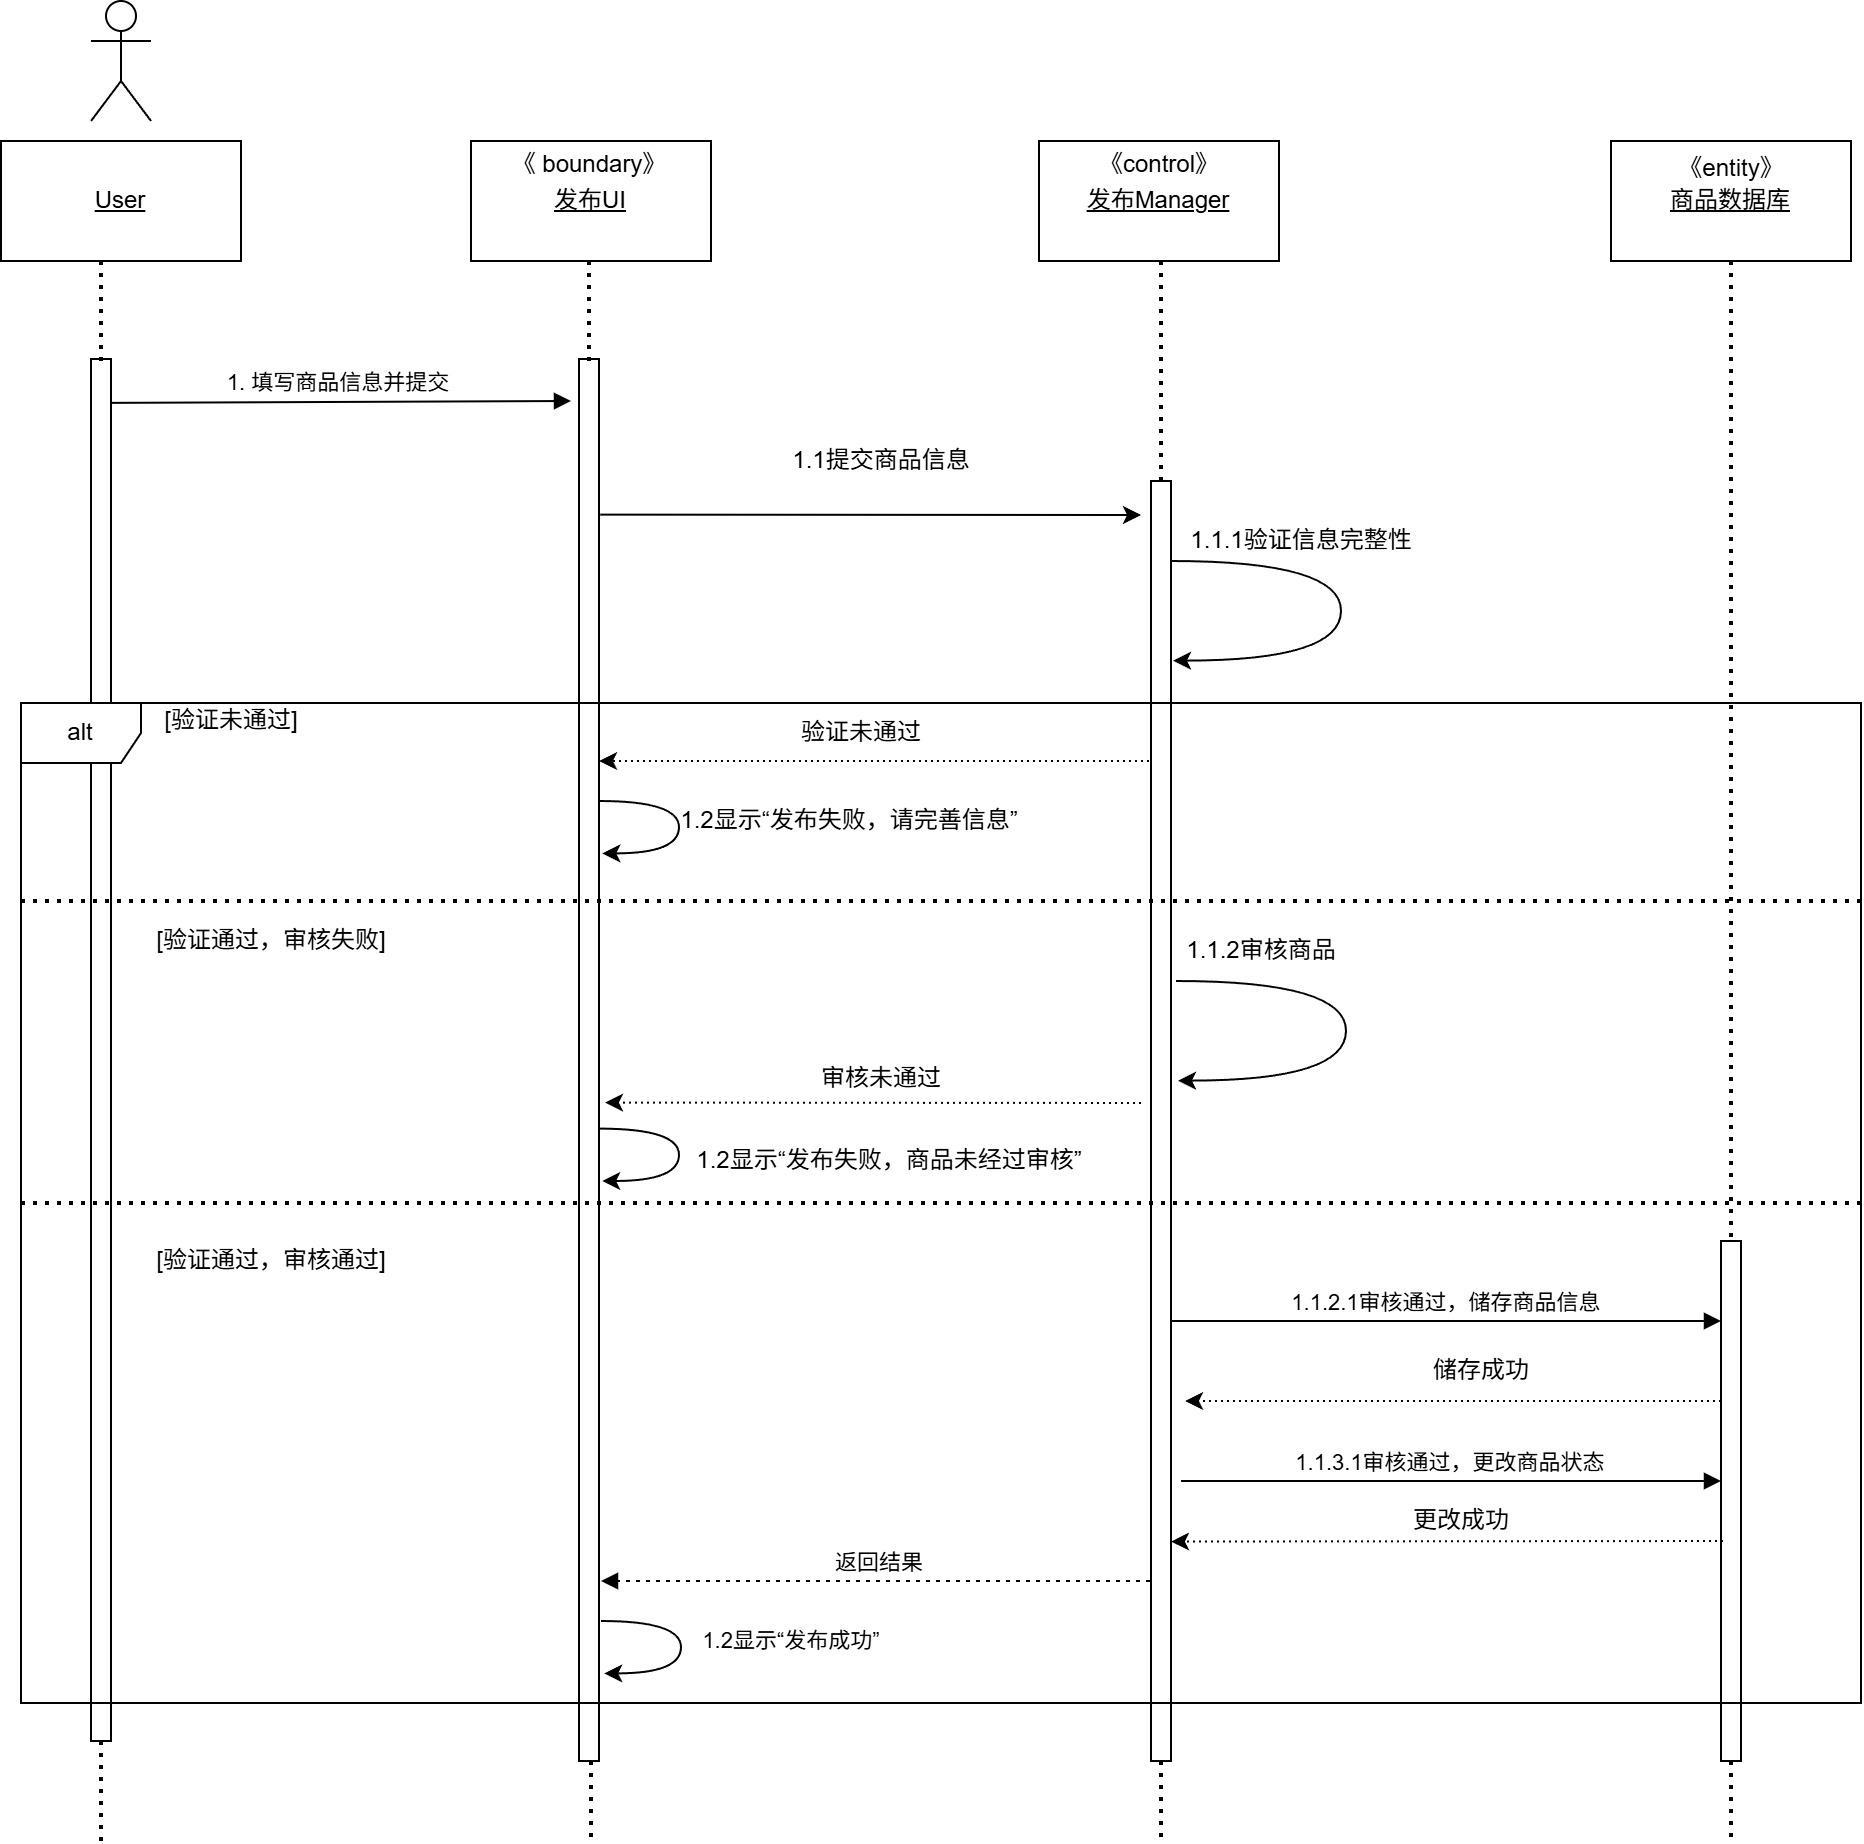 User
《 boundary》
发布UI
《control》
发布Manager
《entity》
商品数据库
1. 填写商品信息并提交
1.1提交商品信息
1.1.1验证信息完整性
alt
[验证未通过]
验证未通过
1.2显示“发布失败，请完善信息”
[验证通过，审核失败]
1.1.2审核商品
审核未通过
1.2显示“发布失败，商品未经过审核”
[验证通过，审核通过]
1.1.2.1审核通过，储存商品信息
储存成功
1.1.3.1审核通过，更改商品状态
更改成功
返回结果
1.2显示“发布成功”